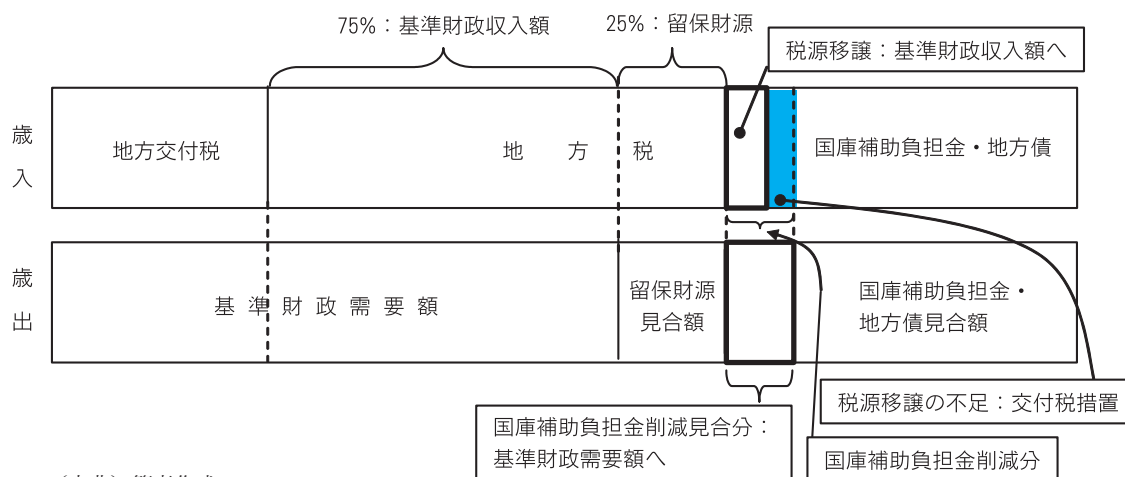 75%：基準財政収入額
25%：留保財源
税源移譲：基準財政収入額へ
歳入
地方交付税
地方税
国庫補助負担金・地方債
歳出
基準財政需要額
留保財源
見合額
国庫補助負担金・
地方債見合額
税源移譲の不足：交付税措置
国庫補助負担金削減見合分：
基準財政需要額へ
国庫補助負担金削減分